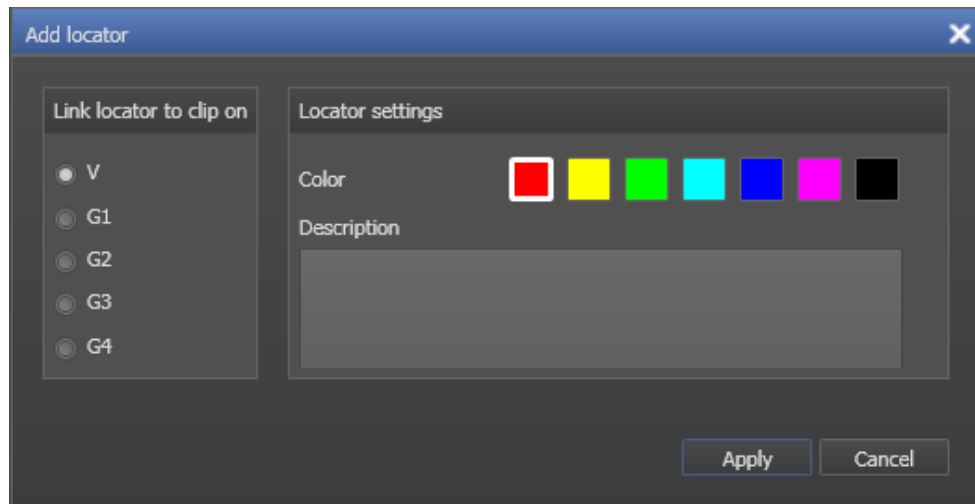 Add locator
Link locator to clip on
V
G1
G2
G3
G4
Locator settings
Color
Description
Apply
Cancel